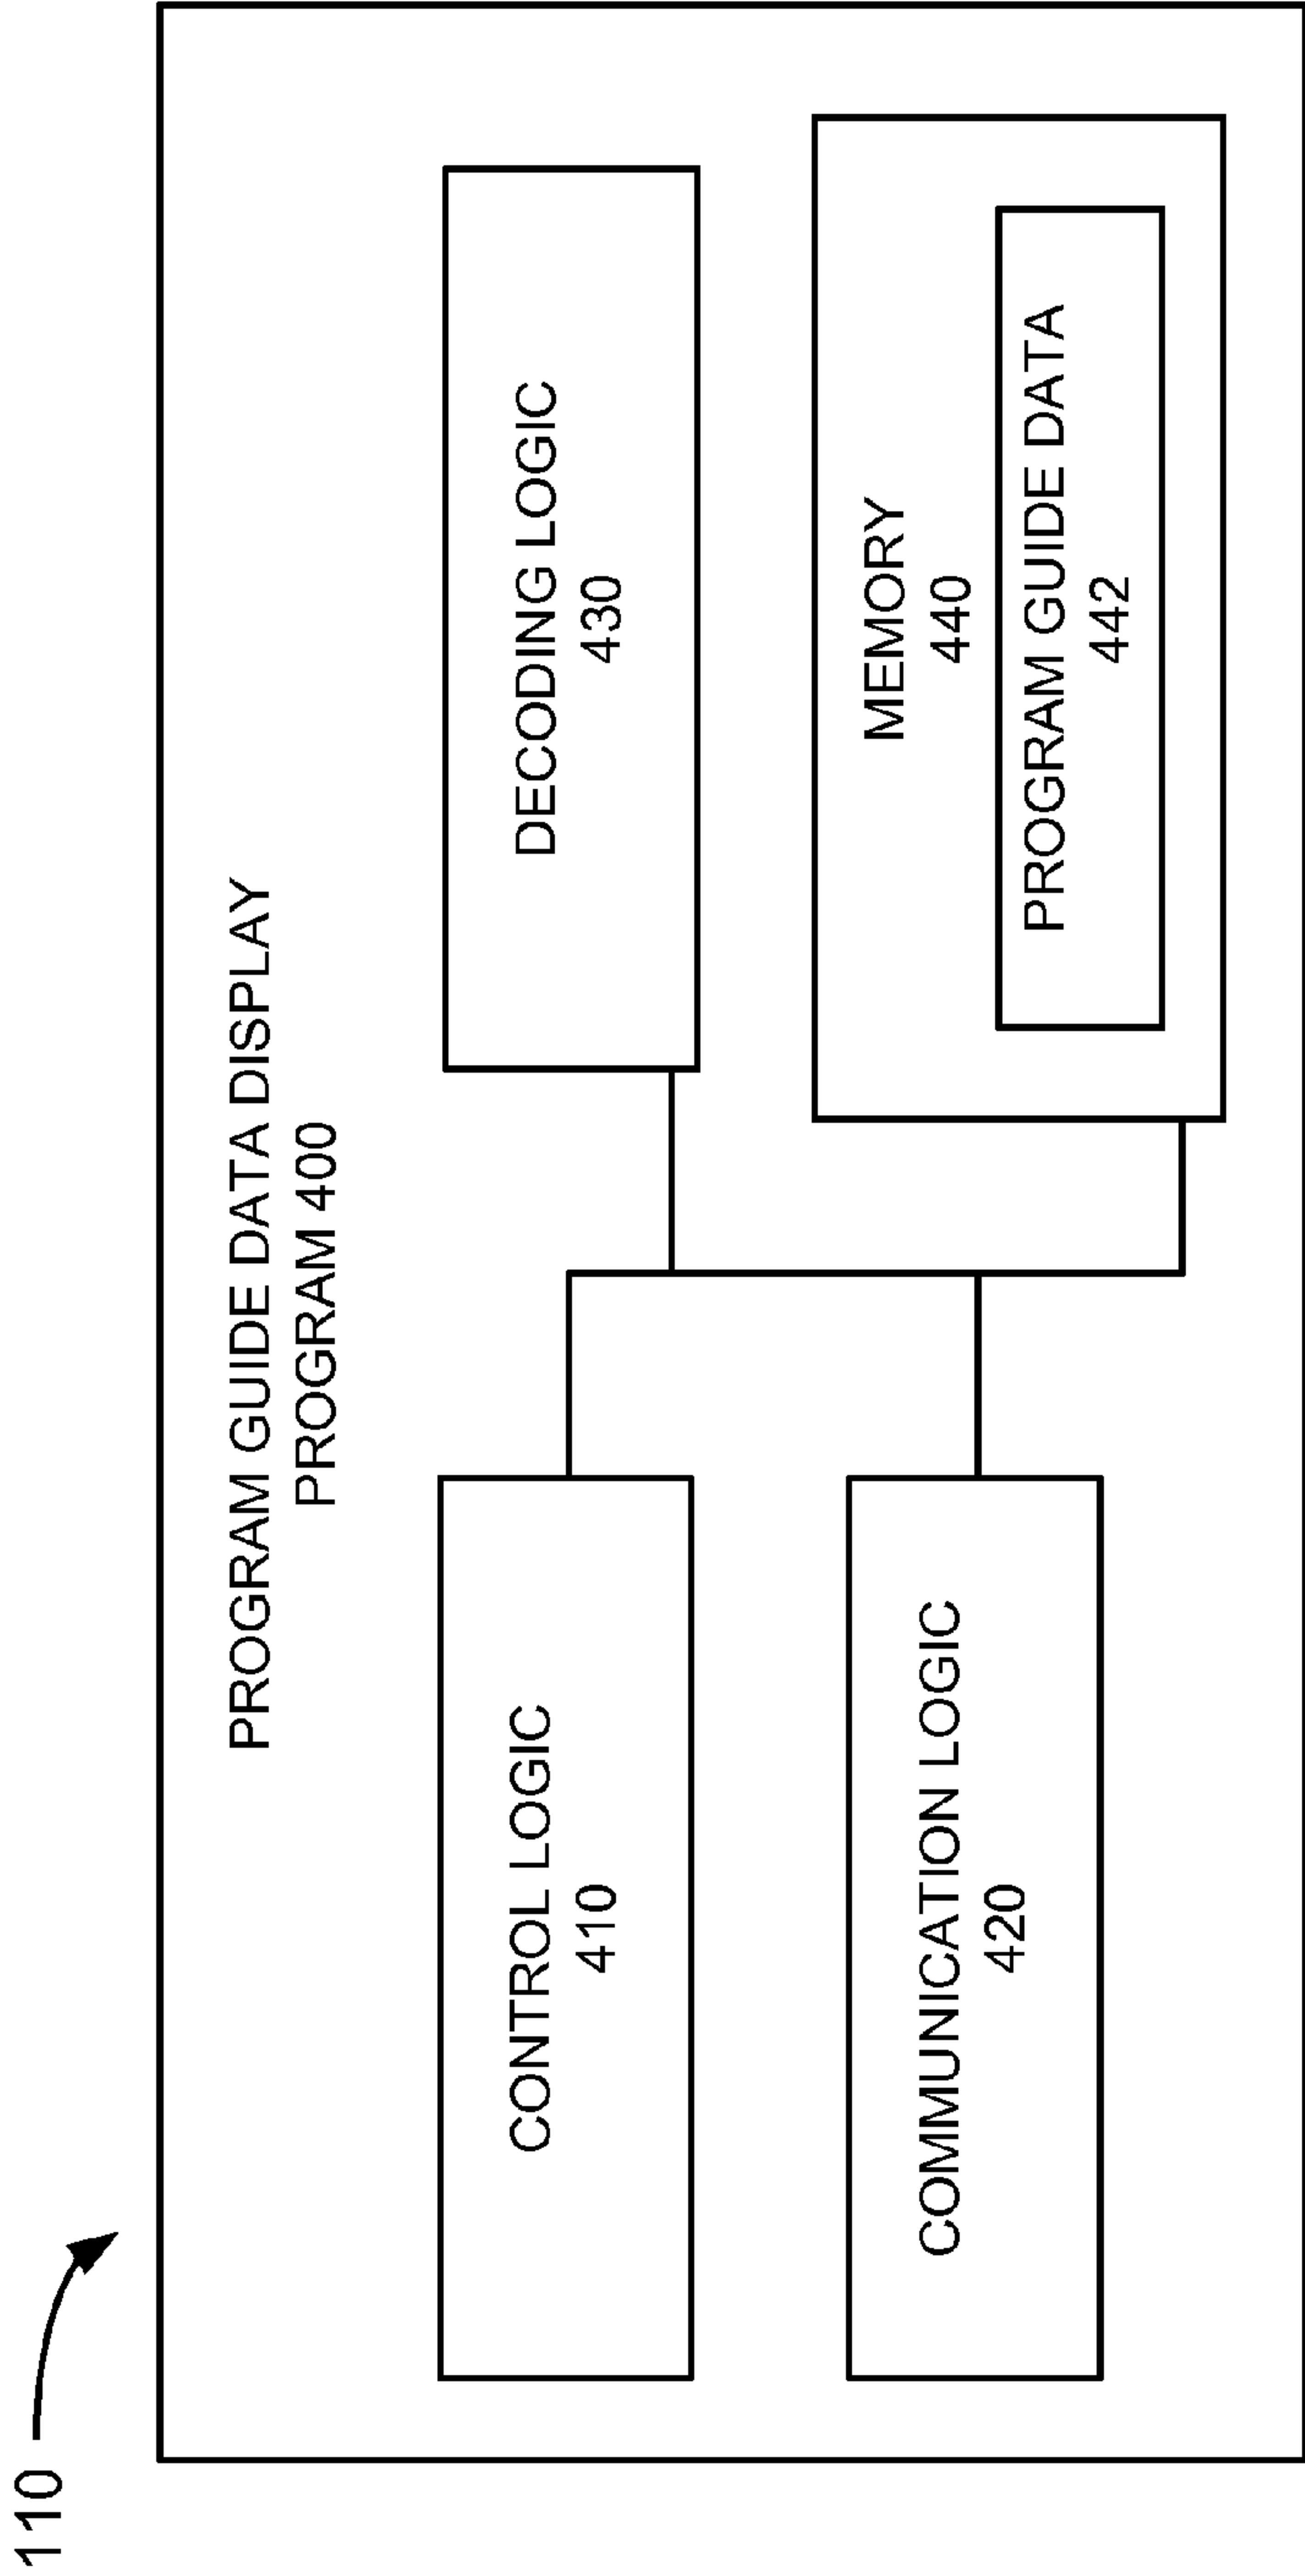 110
PROGRAM GUIDE DATA DISPLAY
PROGRAM 400
CONTROL LOGIC
410
DECODING LOGIC
430
COMMUNICATION LOGIC
420
MEMORY
440
PROGRAM GUIDE DATA
442